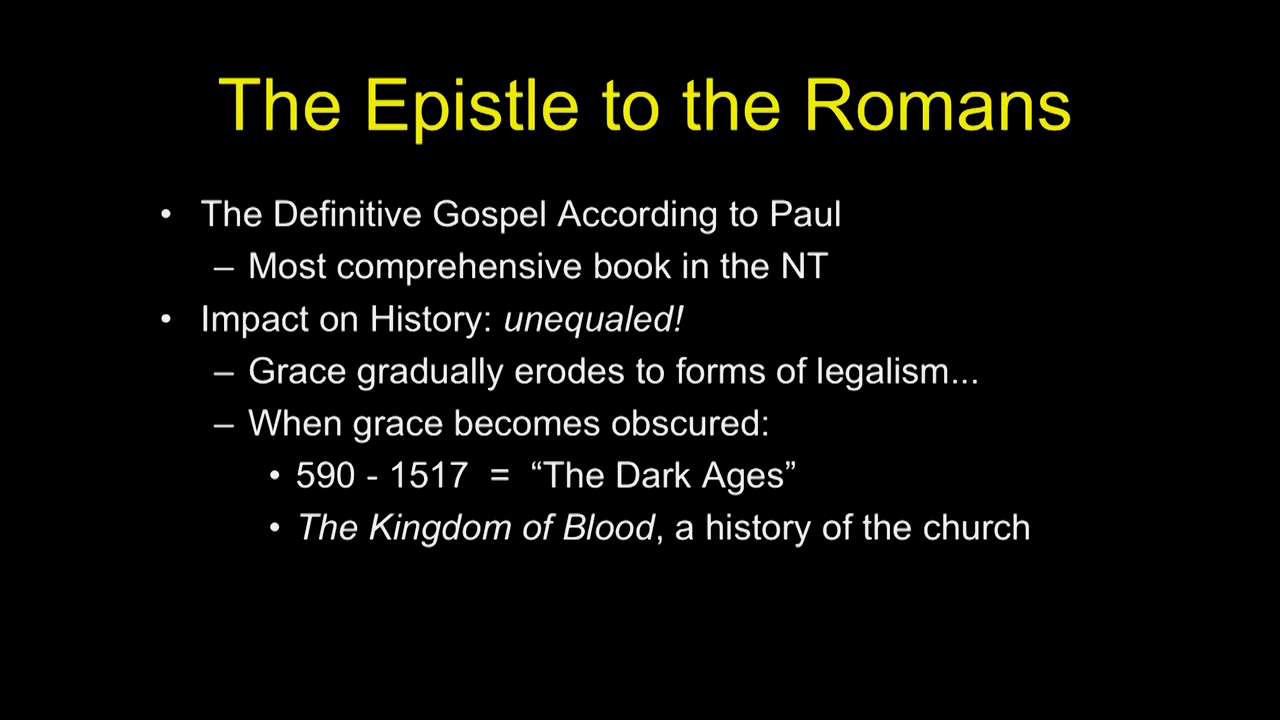 The Epistle to the Romans
• The Definitive Gospel According to Paul
– Most comprehensive book in the NT
• Impact on History: unequaled!
– Grace gradually erodes to forms of legalism...
– When grace becomes obscured:
• 590 - 1517 = “The Dark Ages”
• The Kingdom of Blood, a history of the church